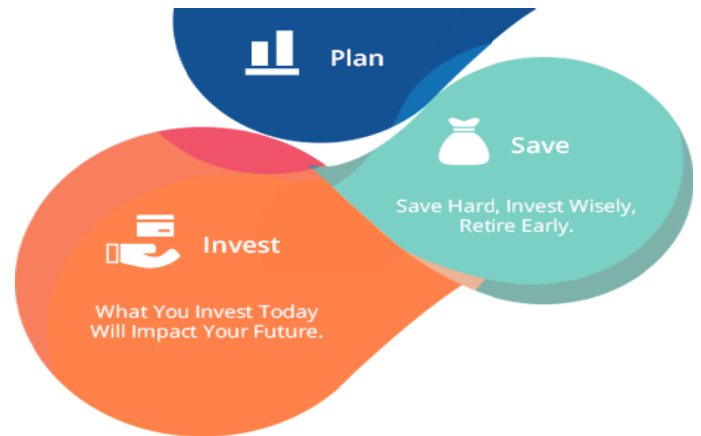 Plan
Save
Save Hard, Invest Wisely,
Retire Early.
Invest
What You Invest Today
Will Impact Your Future.